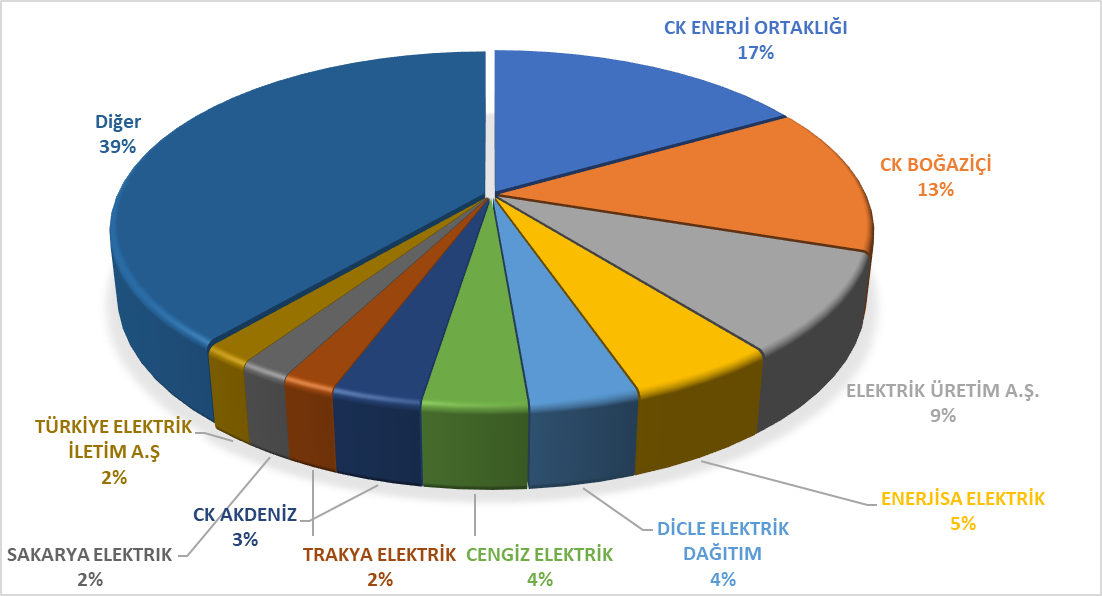 CK ENERJİ ORTAKLIĞI
17%
Diğer
39%
CK BOĞAZİÇİ
13%
ELEKTRİK ÜRETİM A.Ş.
9%
TÜRKİYE ELEKTRİK
İLETİM A.Ş
2%
ENERJİSA ELEKTRİK
5%
CK AKDENİZ
3%
DİCLE ELEKTRİK
DAĞITIM
4%
SAKARYA ELEKTRIK
2%
TRAKYA ELEKTRİK
2%
CENGİZ ELEKTRİK
4%